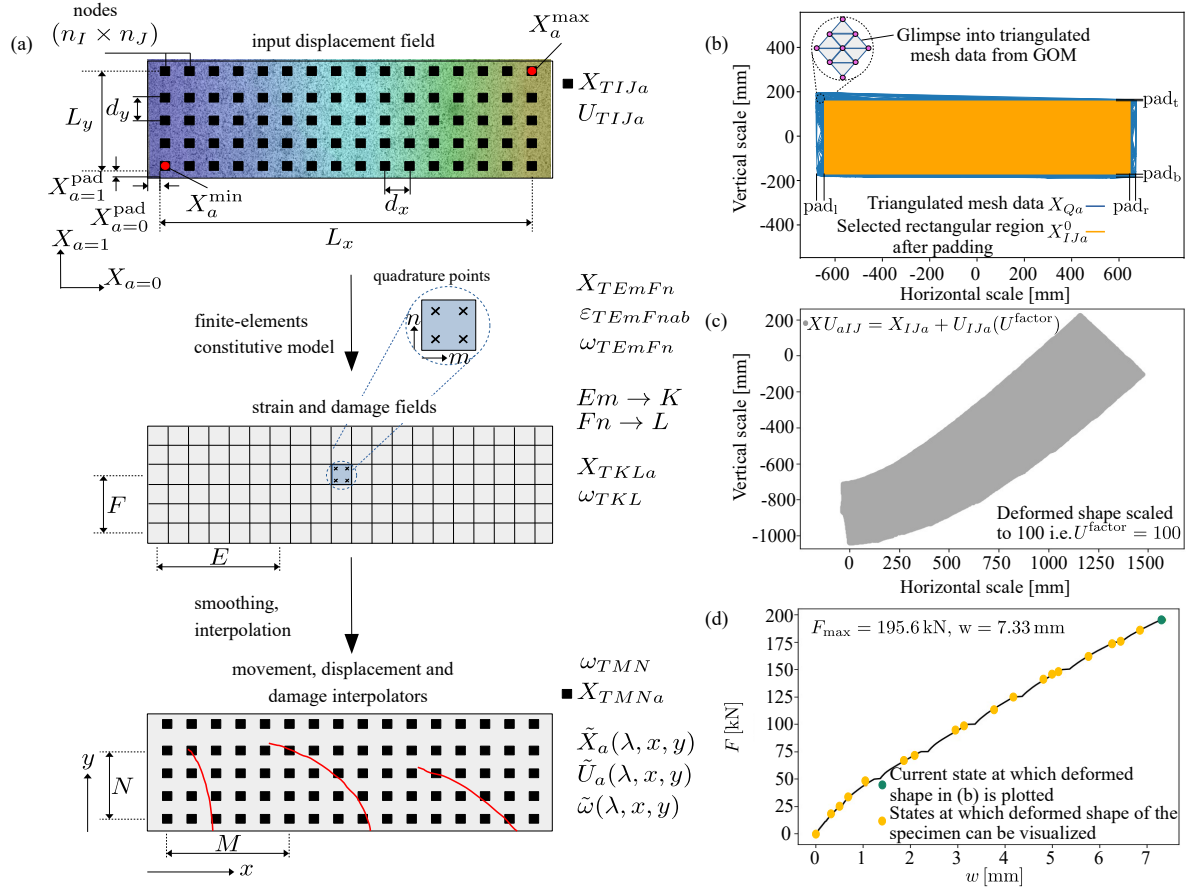 (a)
nodes
(n_I × n_J)
input displacement field
X_a^max
X_TIJa
U_TIJa
L_y
d_y
X_{a=1}^pad
X_{a=0}^pad
X_a^min
d_x
L_x
X_{a=1}
X_{a=0}
quadrature points
n
m
finite-elements
constitutive model
X_TEmFn
ε_TEmFnab
ω_TEmFn
Em → K
Fn → L
strain and damage fields
X_TKLa
ω_TKL
F
E
smoothing,
interpolation
movement, displacement and
damage interpolators
ω_TMN
X_TMNa
X̃_a(λ, x, y)
Ũ_a(λ, x, y)
ω̃(λ, x, y)
y
N
M
x
(b)
Glimpse into triangulated
mesh data from GOM
400
200
0
-200
-400
Vertical scale [mm]
pad_t
pad_b
pad_l
pad_r
Triangulated mesh data X_Qa
Selected rectangular region X_IJa^0
after padding
-600 -400 -200 0 200 400 600
Horizontal scale [mm]
(c)
XU_aIJ = X_IJa + U_IJa(U^factor)
200
0
-200
-400
-600
-800
-1000
Vertical scale [mm]
Deformed shape scaled
to 100 i.e. U^factor = 100
0 250 500 750 1000 1250 1500
Horizontal scale [mm]
(d)
F_max = 195.6 kN, w = 7.33 mm
200
175
150
125
100
75
50
25
0
F [kN]
Current state at which deformed
shape in (b) is plotted
States at which deformed shape of the
specimen can be visualized
0 1 2 3 4 5 6 7
w [mm]